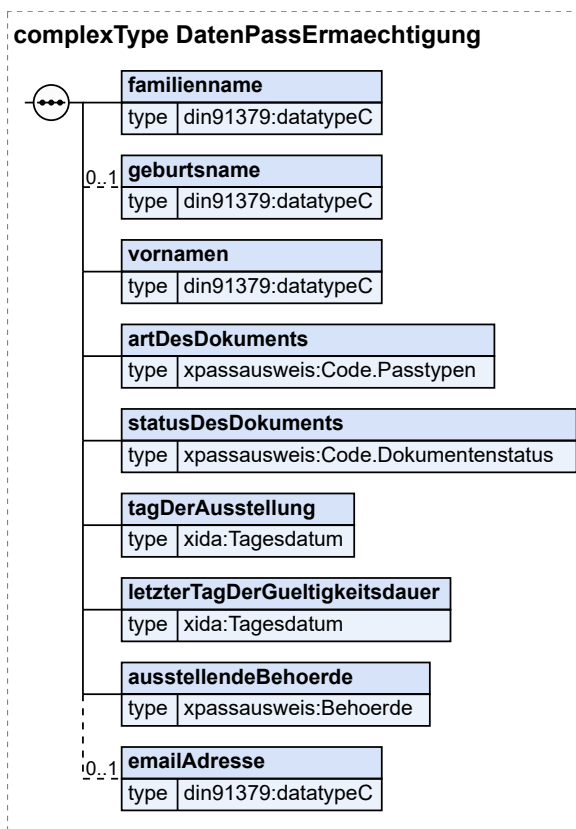 complexType DatenPassErmaechtigung
familienname
type din91379:datatypeC
0..1 geburtsname
type din91379:datatypeC
vornamen
type din91379:datatypeC
artDesDokuments
type xpassausweis:Code.Passtypen
statusDesDokuments
type xpassausweis:Code.Dokumentenstatus
tagDerAusstellung
type xida:Tagesdatum
letzterTagDerGueltigkeitsdauer
type xida:Tagesdatum
ausstellendeBehoerde
type xpassausweis:Behoerde
0..1 emailAdresse
type din91379:datatypeC